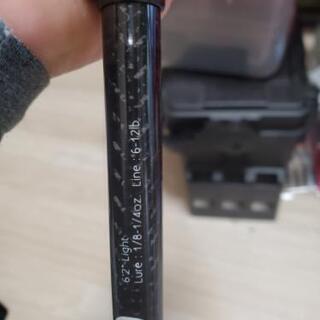 6'2" Light
Lure : 1/8-1/4oz. Line : 6-12lb.